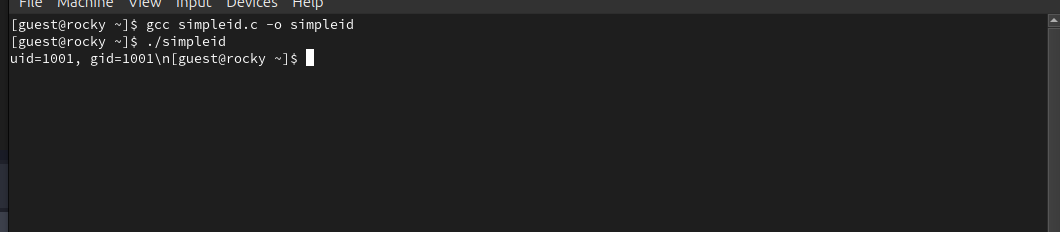 File Machine View Input Devices Help
[guest@rocky ~]$ gcc simpleid.c -o simpleid
[guest@rocky ~]$ ./simpleid
uid=1001, gid=1001\n[guest@rocky ~]$